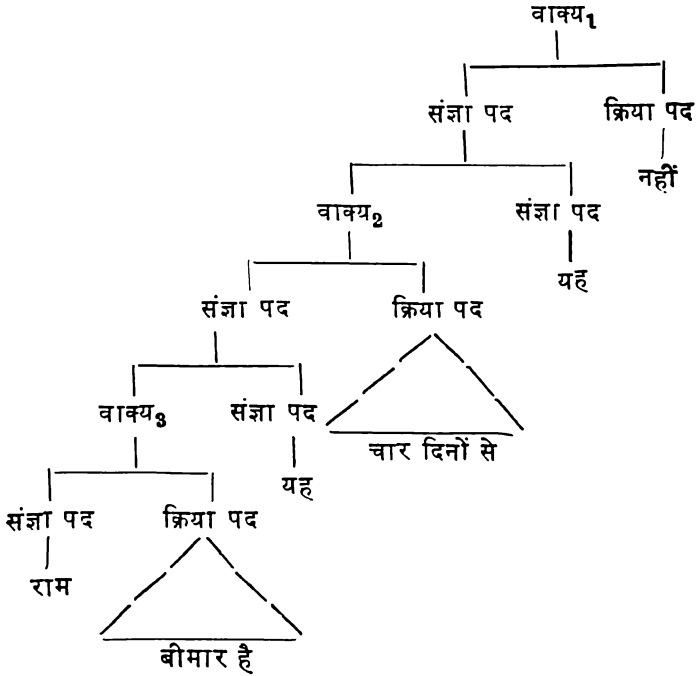 वाक्य1
संज्ञा पद क्रिया पद
नहीं
वाक्य2 संज्ञा पद
यह
संज्ञा पद क्रिया पद
वाक्य3 संज्ञा पद
चार दिनों से
यह
संज्ञा पद क्रिया पद
राम
बीमार है